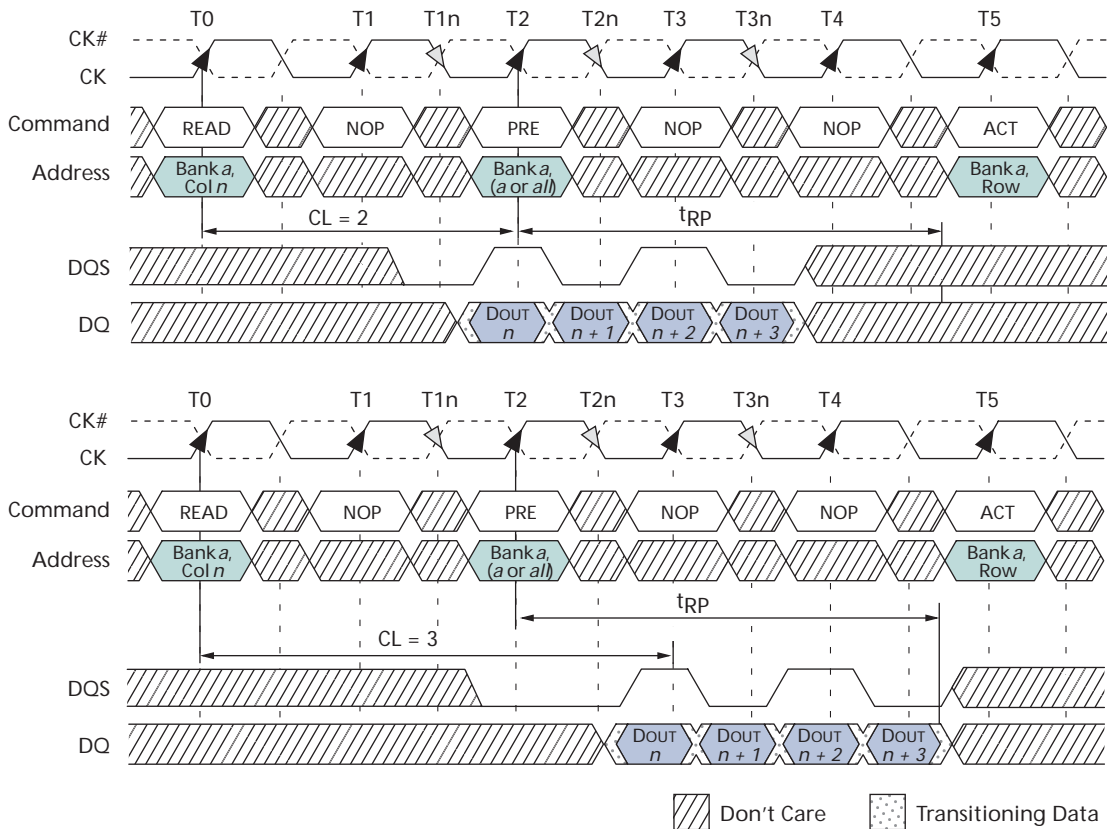 T0 T1 T1n T2 T2n T3 T3n T4 T5
CK#
CK
Command READ NOP PRE NOP NOP ACT
Address Bank a, Col n Bank a, (a or all) Bank a, Row
CL = 2 tRP
DQS
DQ DOUT n DOUT n + 1 DOUT n + 2 DOUT n + 3
T0 T1 T1n T2 T2n T3 T3n T4 T5
CK#
CK
Command READ NOP PRE NOP NOP ACT
Address Bank a, Col n Bank a, (a or all) Bank a, Row
tRP
CL = 3
DQS
DQ DOUT n DOUT n + 1 DOUT n + 2 DOUT n + 3
Don't Care Transitioning Data